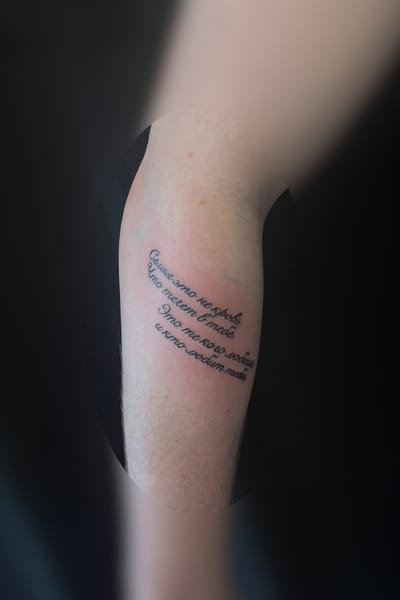 Семья это не кровь
Что течет в тебе.
Это те кого любишь
и кто любит тебя.